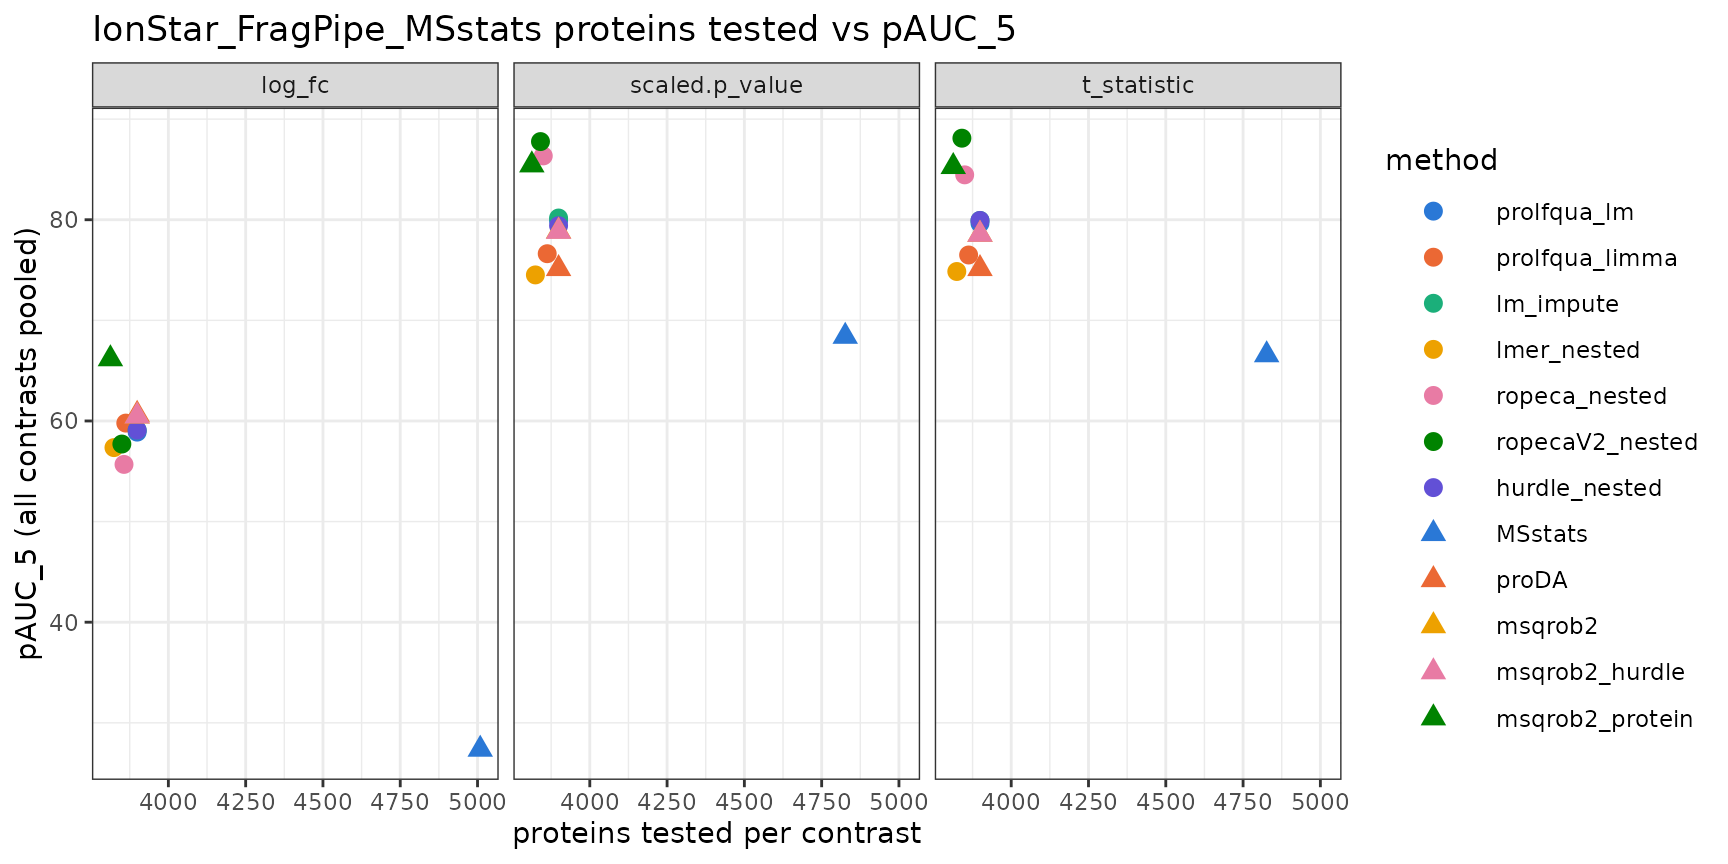 IonStar_FragPipe_MSstats proteins tested vs pAUC_5
log_fc
scaled.p_value
t_statistic
pAUC_5 (all contrasts pooled)
80
60
40
4000 4250 4500 4750 5000
4000 4250 4500 4750 5000
4000 4250 4500 4750 5000
proteins tested per contrast
method
prolfqua_lm
prolfqua_limma
lm_impute
lmer_nested
ropeca_nested
ropecaV2_nested
hurdle_nested
MSstats
proDA
msqrob2
msqrob2_hurdle
msqrob2_protein